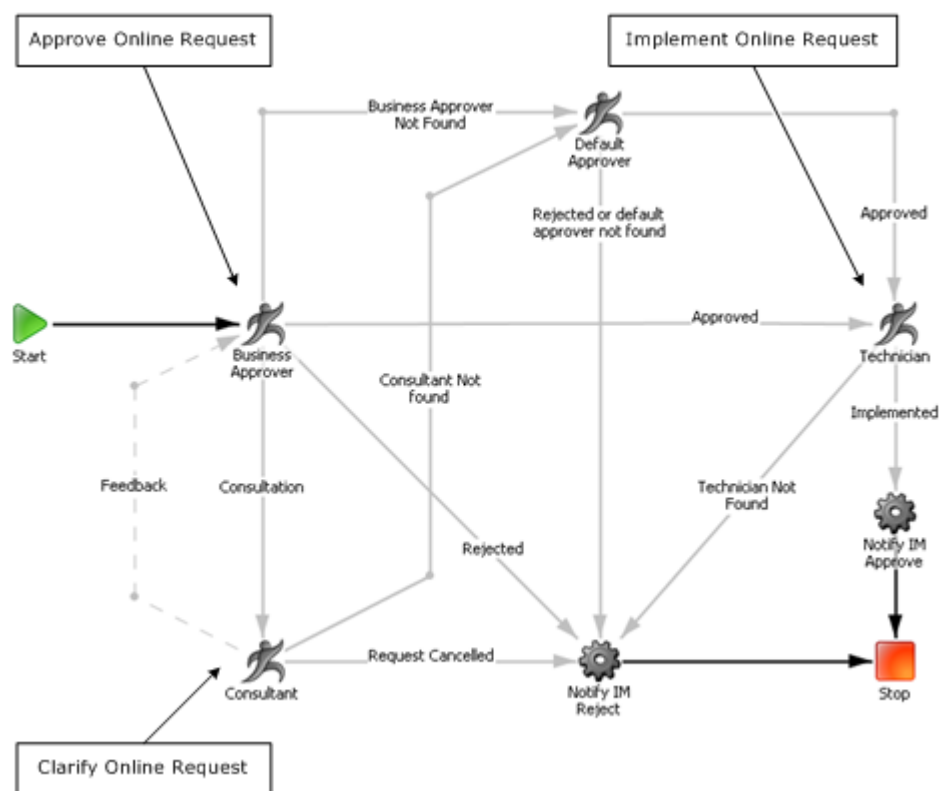 Approve Online Request
Implement Online Request
Business Approver
Not Found
Default
Approver
Rejected or default
approver not found
Approved
Start
Business
Approver
Approved
Technician
Consultant Not
found
Implemented
Feedback
Consultation
Technician Not
Found
Rejected
Notify IM
Approve
Consultant
Request Cancelled
Notify IM
Reject
Stop
Clarify Online Request